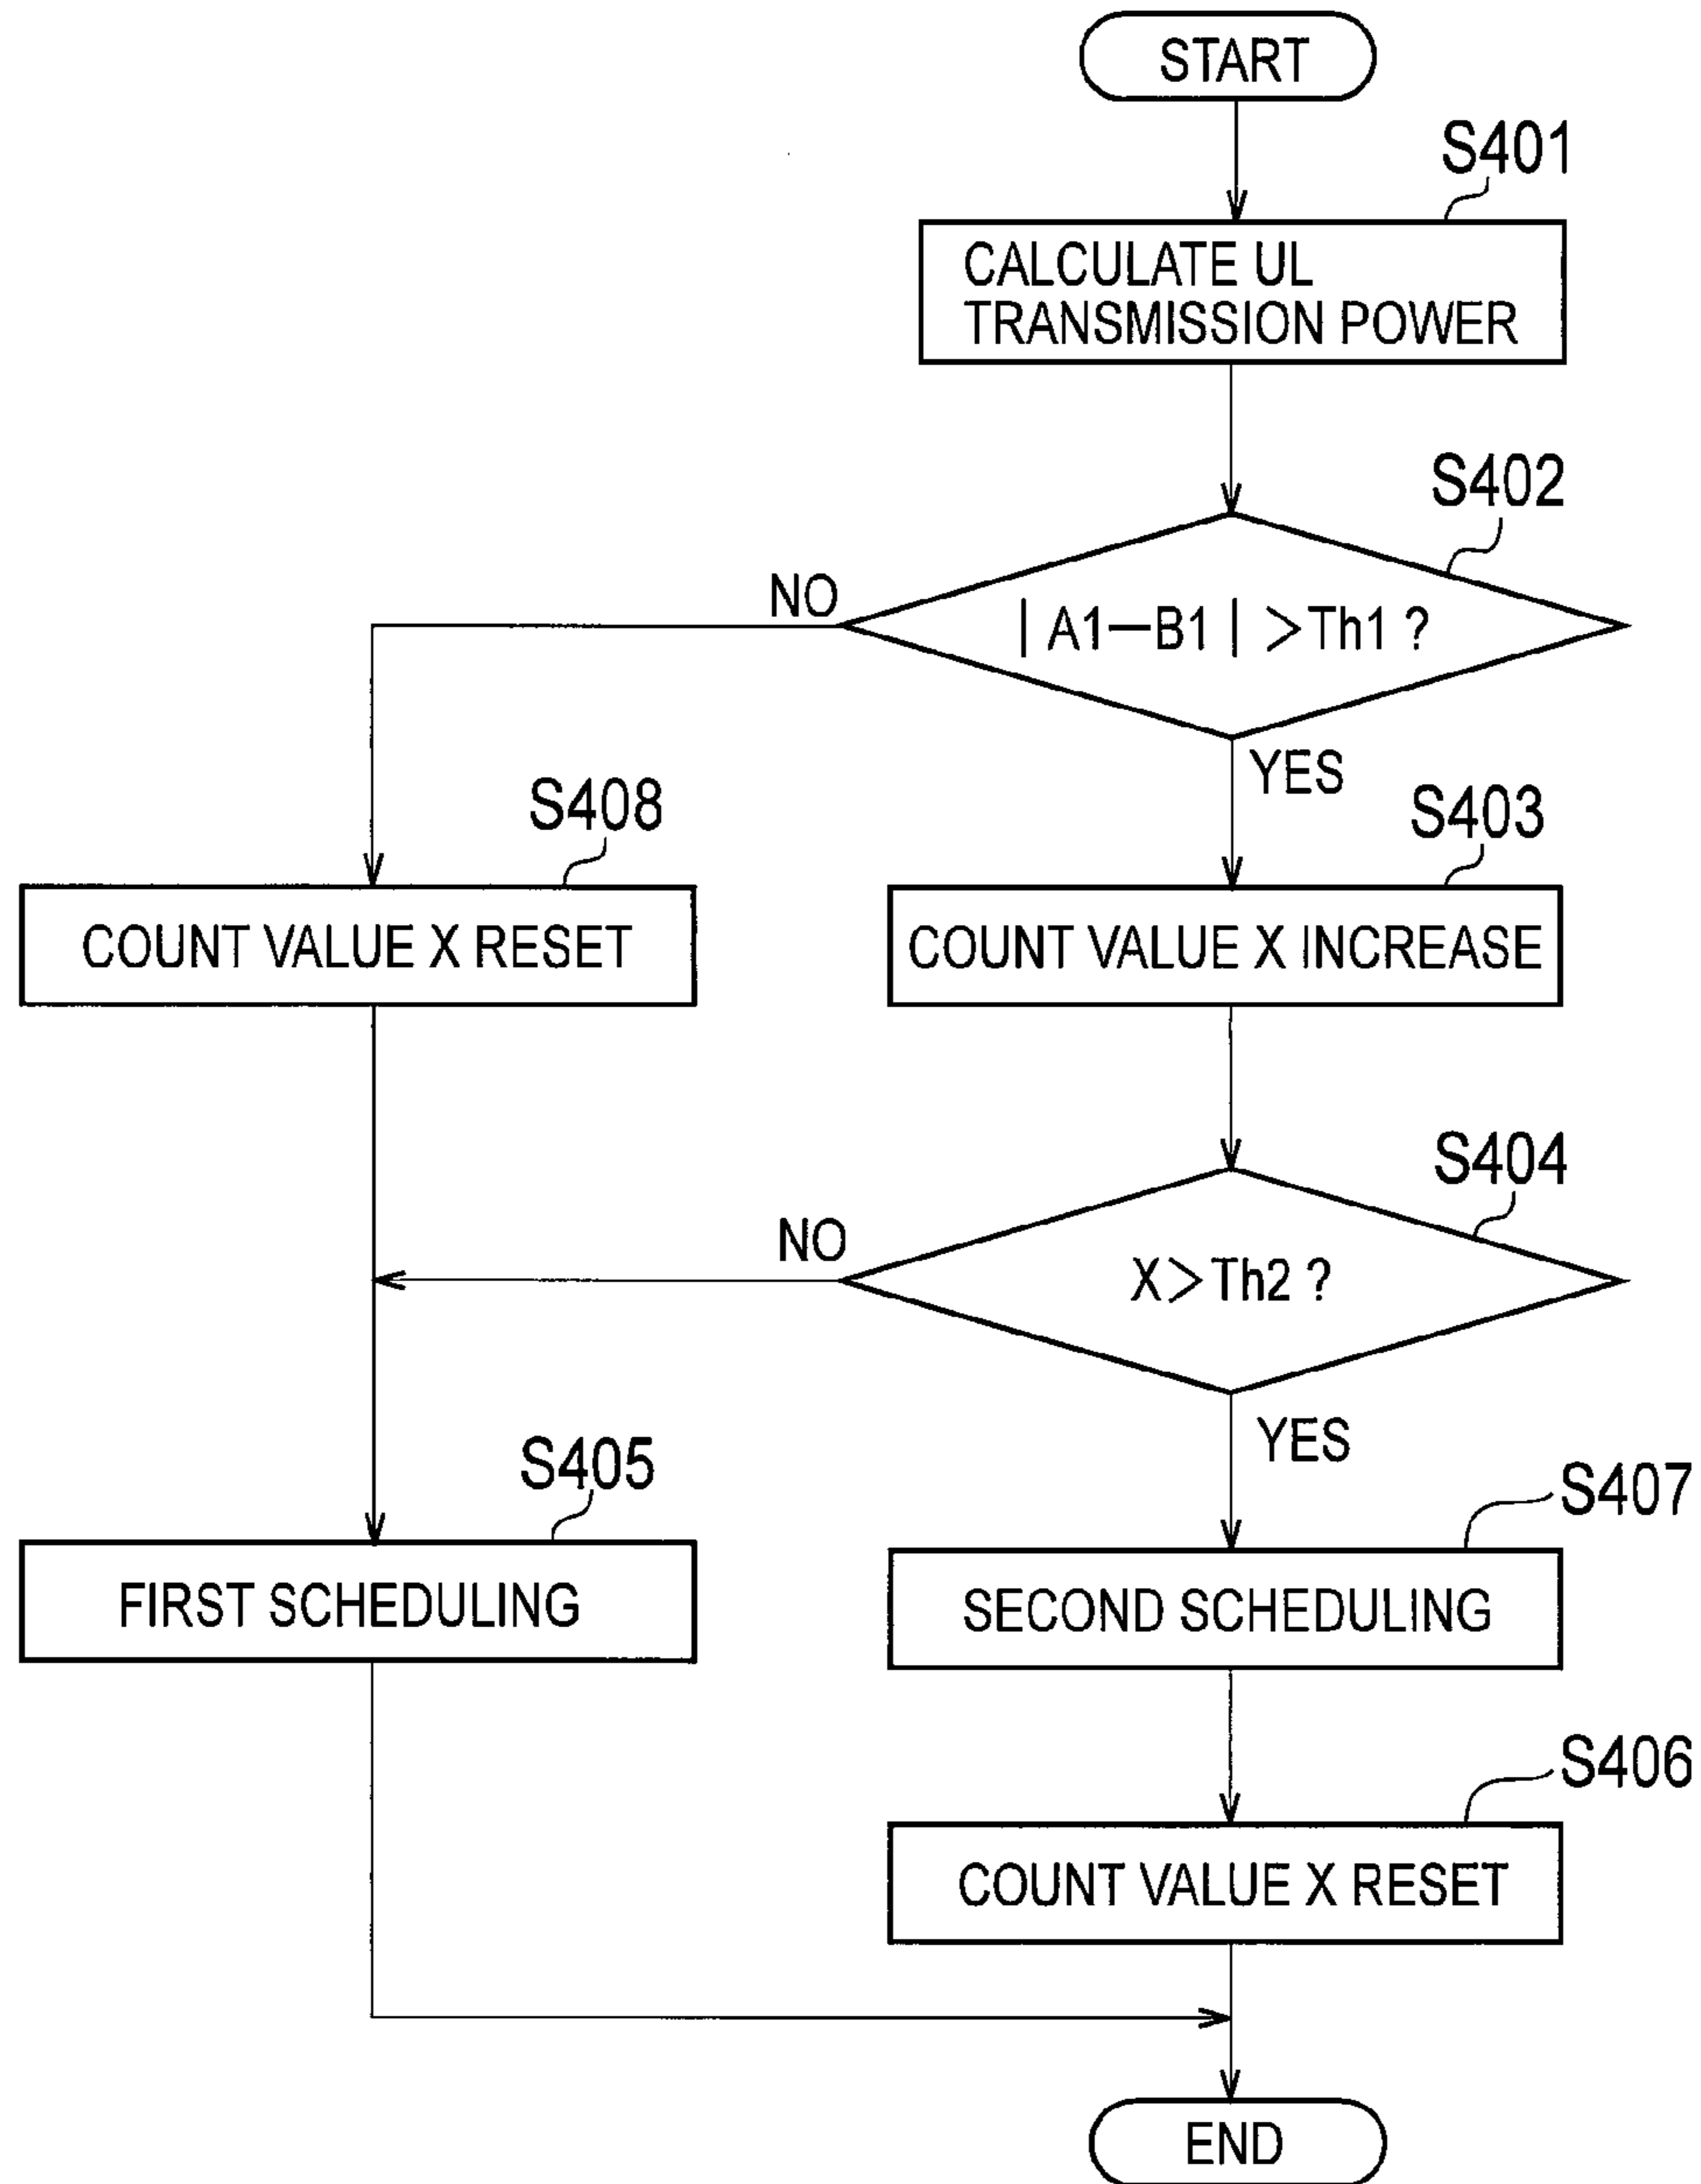 START
S401
CALCULATE UL
TRANSMISSION POWER
S402
| A1—B1 | >Th1 ?
NO
YES
S408
S403
COUNT VALUE X RESET
COUNT VALUE X INCREASE
S404
NO
X>Th2 ?
YES
S405
S407
FIRST SCHEDULING
SECOND SCHEDULING
S406
COUNT VALUE X RESET
END